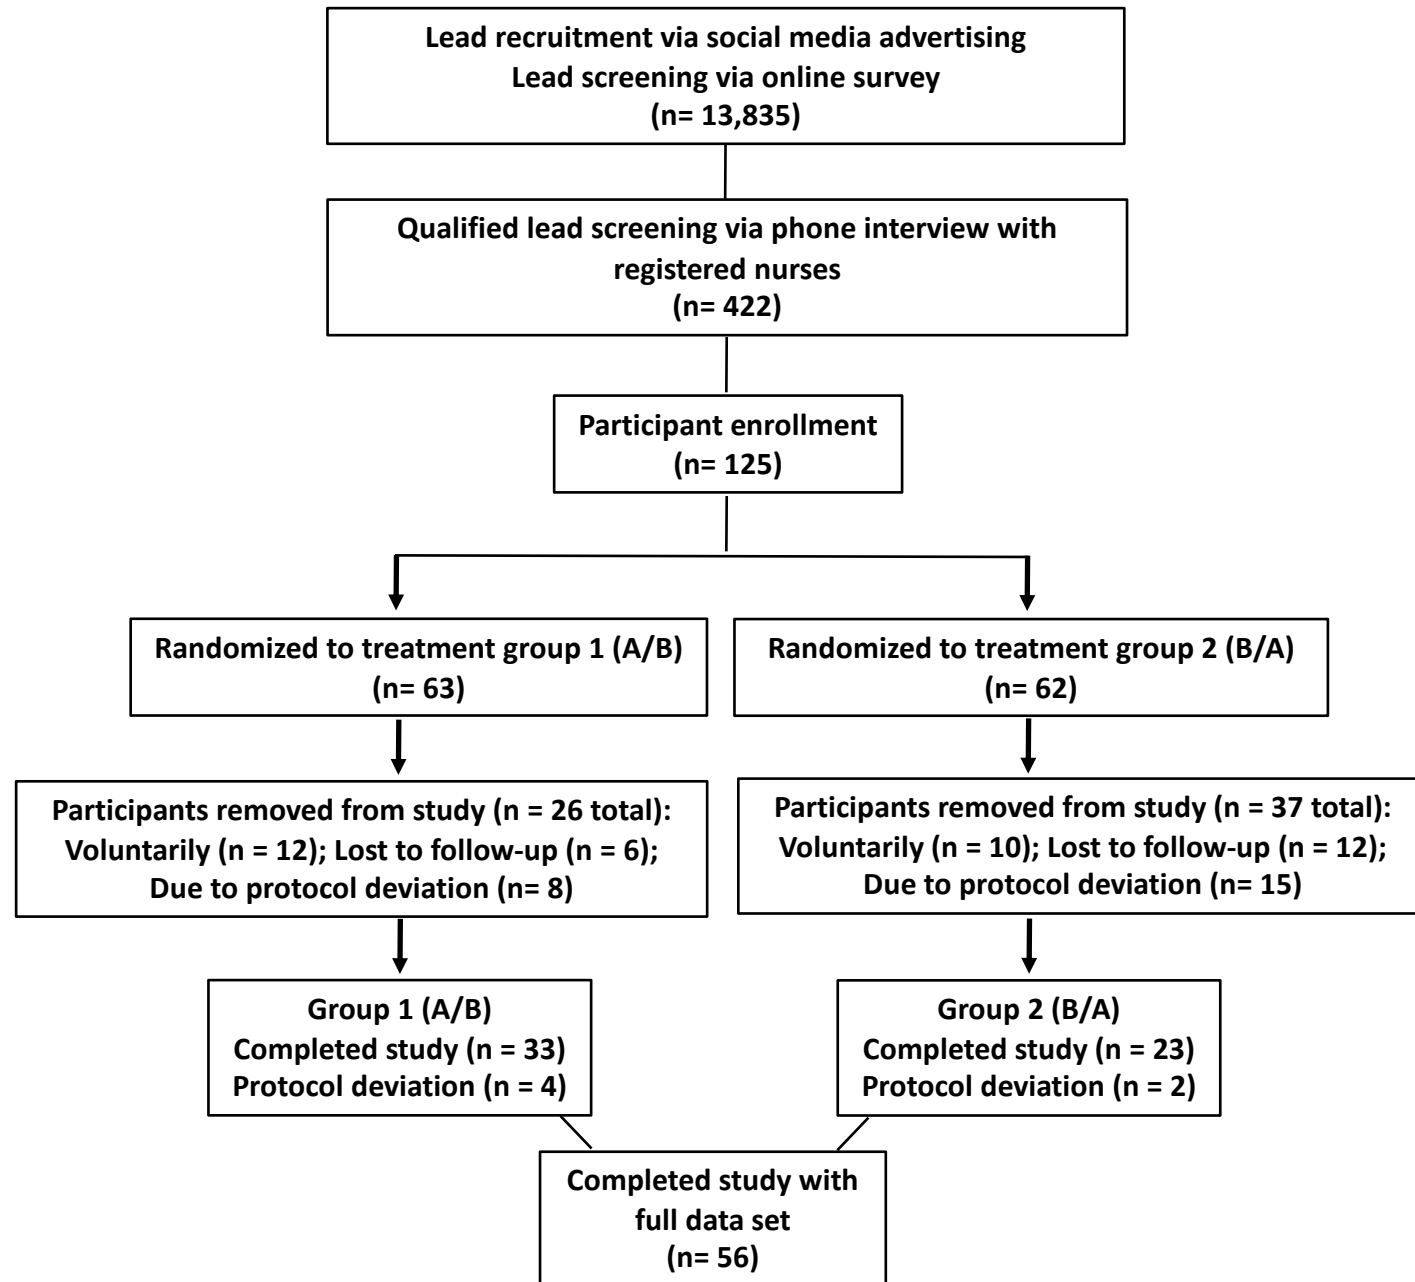 Lead recruitment via social media advertising
Lead screening via online survey
(n= 13,835)
Qualified lead screening via phone interview with
registered nurses
(n= 422)
Participant enrollment
(n= 125)
Randomized to treatment group 1 (A/B)
(n= 63)
Randomized to treatment group 2 (B/A)
(n= 62)
Participants removed from study (n = 26 total):
Voluntarily (n = 12); Lost to follow-up (n = 6);
Due to protocol deviation (n= 8)
Participants removed from study (n = 37 total):
Voluntarily (n = 10); Lost to follow-up (n = 12);
Due to protocol deviation (n= 15)
Group 1 (A/B)
Completed study (n = 33)
Protocol deviation (n = 4)
Group 2 (B/A)
Completed study (n = 23)
Protocol deviation (n = 2)
Completed study with
full data set
(n= 56)